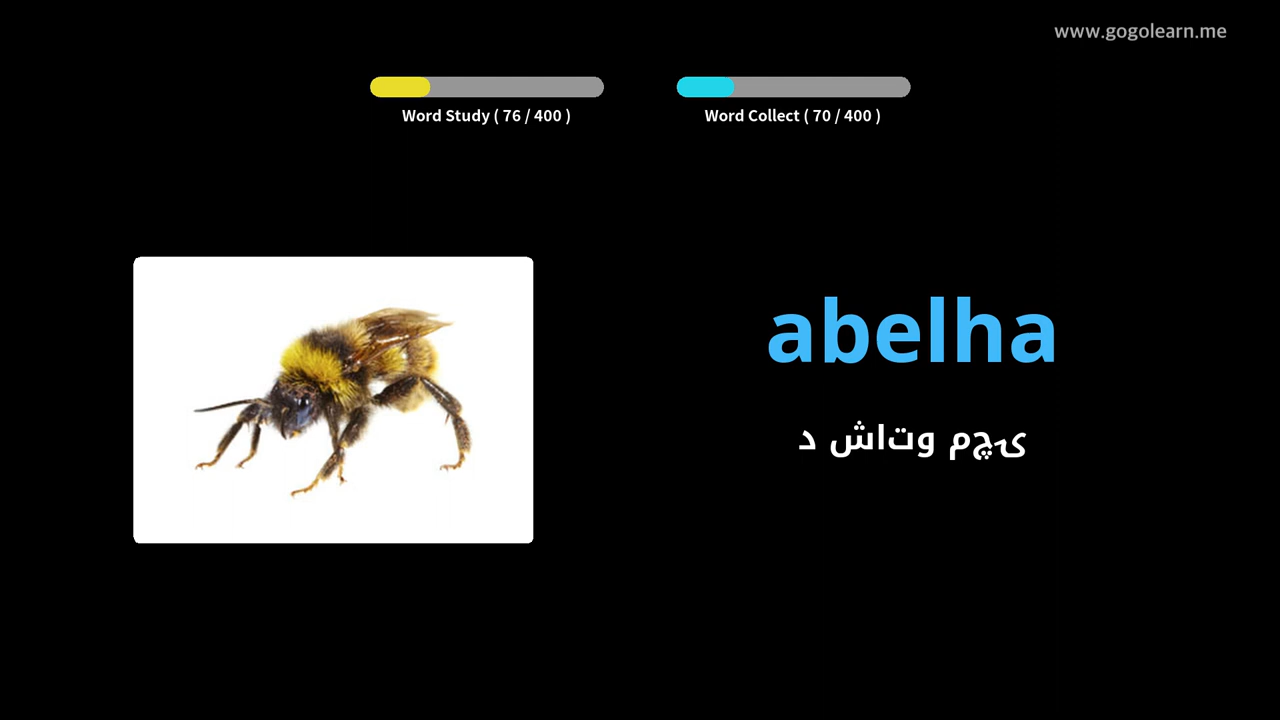 www.gogolearn.me
Word Study ( 76 / 400 )
Word Collect ( 70 / 400 )
abelha
د شاتو مچۍ